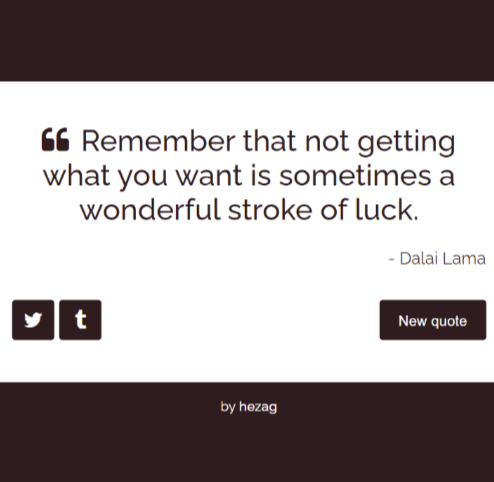 “ Remember that not getting
what you want is sometimes a
wonderful stroke of luck.
- Dalai Lama
t
New quote
by hezag